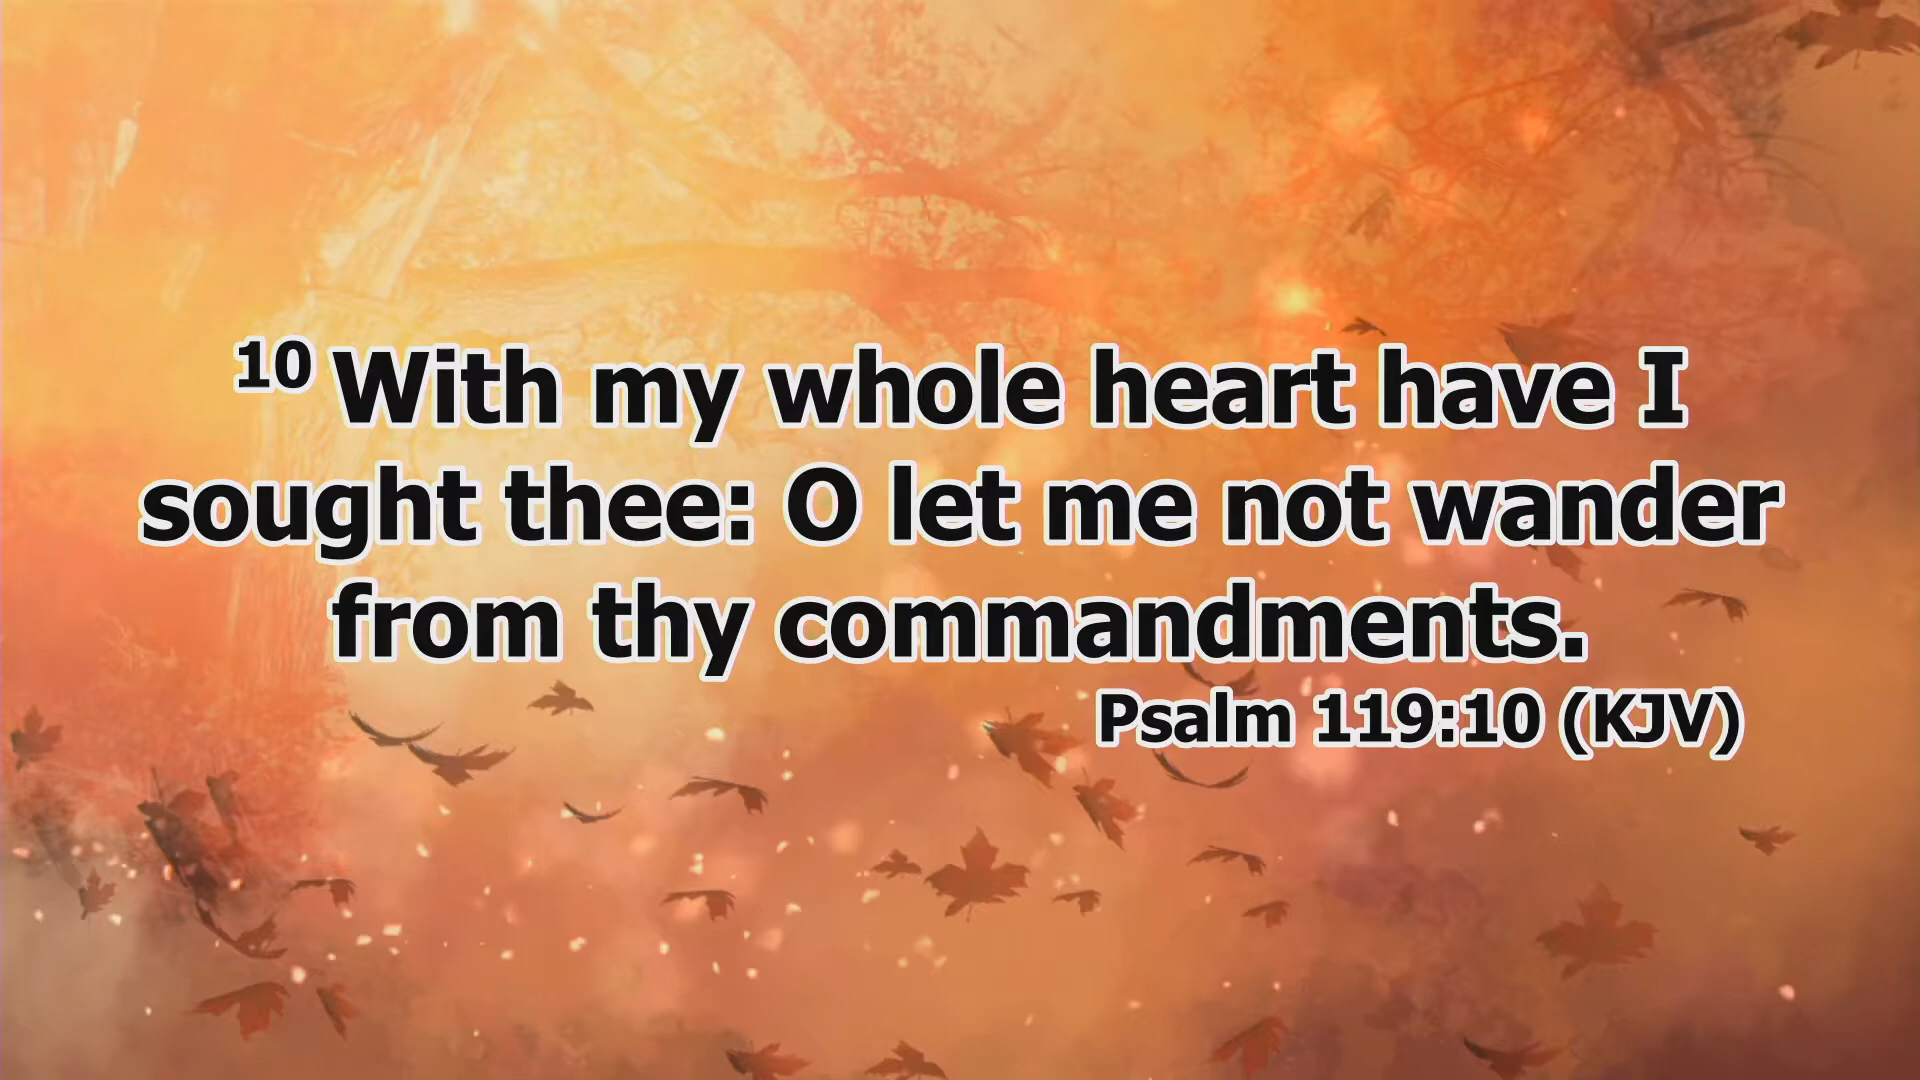 10 With my whole heart have I
sought thee: O let me not wander
from thy commandments.
Psalm 119:10 (KJV)